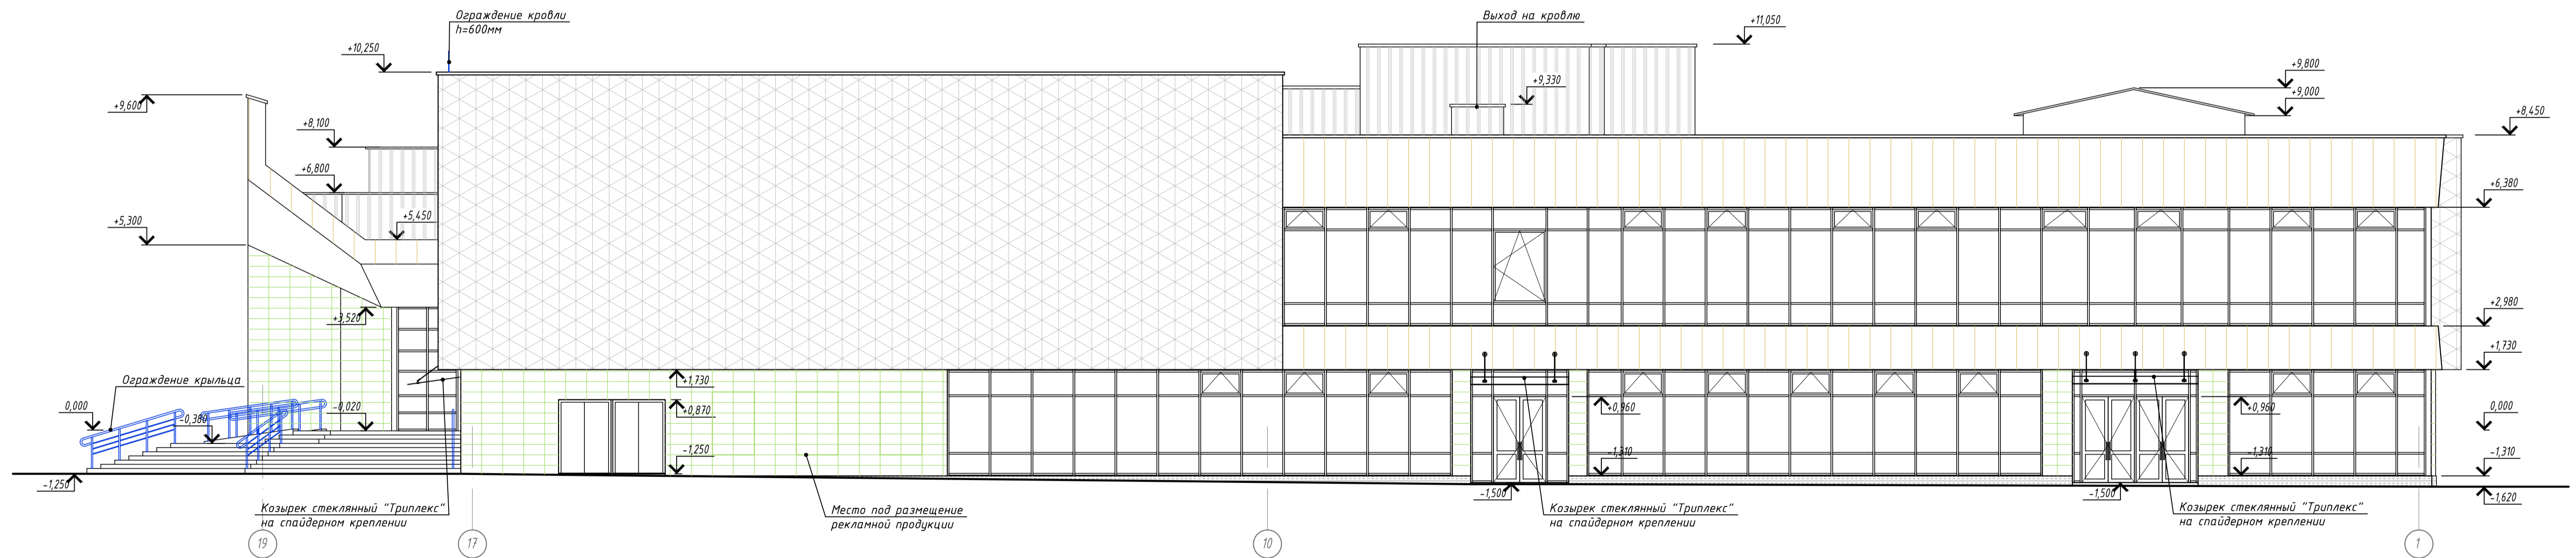 Ограждение кровли
h=600мм
Выход на кровлю
+11,050
+10,250
+9,330
+9,800
+9,600
+9,000
+8,100
+8,450
+6,800
+6,380
+5,300
+5,450
+3,520
+2,980
+1,730
Ограждение крыльца
+1,730
0,000
-0,380
-0,020
+0,870
+0,960
+0,960
0,000
-1,250
-1,310
-1,310
-1,310
-1,250
-1,500
-1,500
-1,620
Козырек стеклянный "Триплекс"
на спайдерном креплении
Место под размещение
рекламной продукции
Козырек стеклянный "Триплекс"
на спайдерном креплении
Козырек стеклянный "Триплекс"
на спайдерном креплении
19
17
10
1